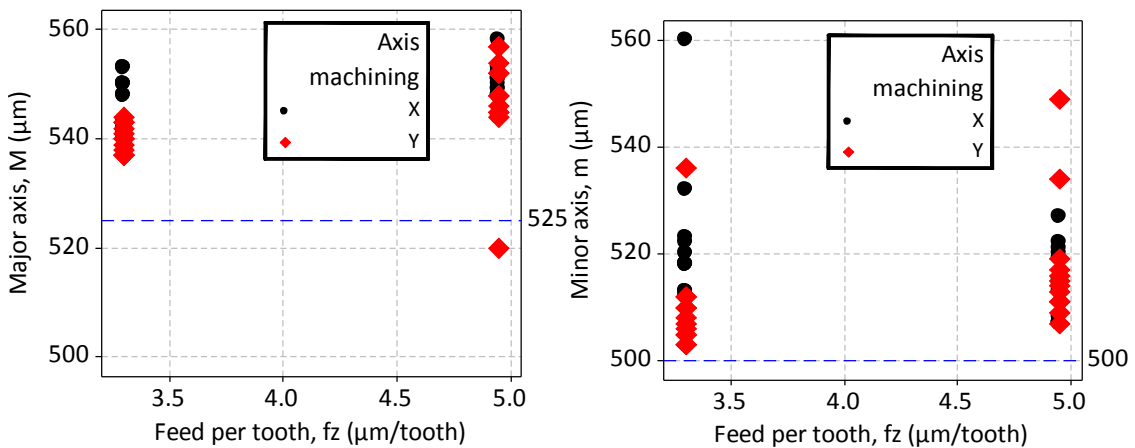 560
540
520
500
525
Major axis, M (µm)
3.5
4.0
4.5
5.0
Feed per tooth, fz (µm/tooth)
Axis
machining
X
Y
560
540
520
500
500
Minor axis, m (µm)
3.5
4.0
4.5
5.0
Feed per tooth, fz (µm/tooth)
Axis
machining
X
Y